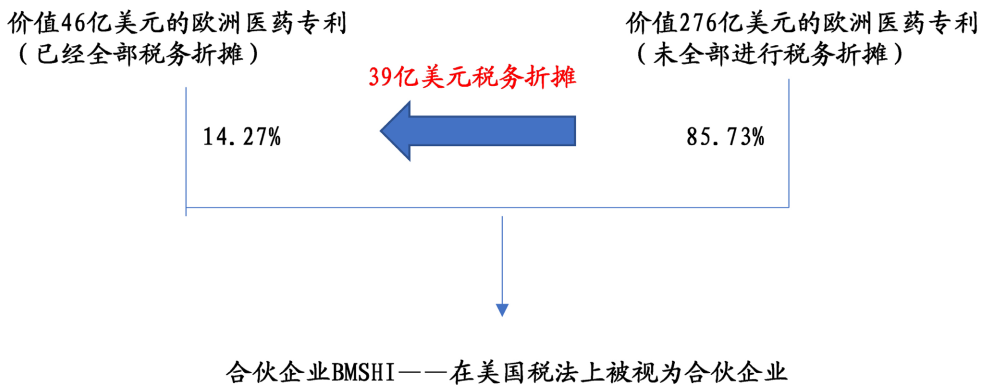 价值46亿美元的欧洲医药专利
（已经全部税务折摊）
价值276亿美元的欧洲医药专利
（未全部进行税务折摊）
39亿美元税务折摊
14.27%
85.73%
合伙企业BMSHI——在美国税法上被视为合伙企业